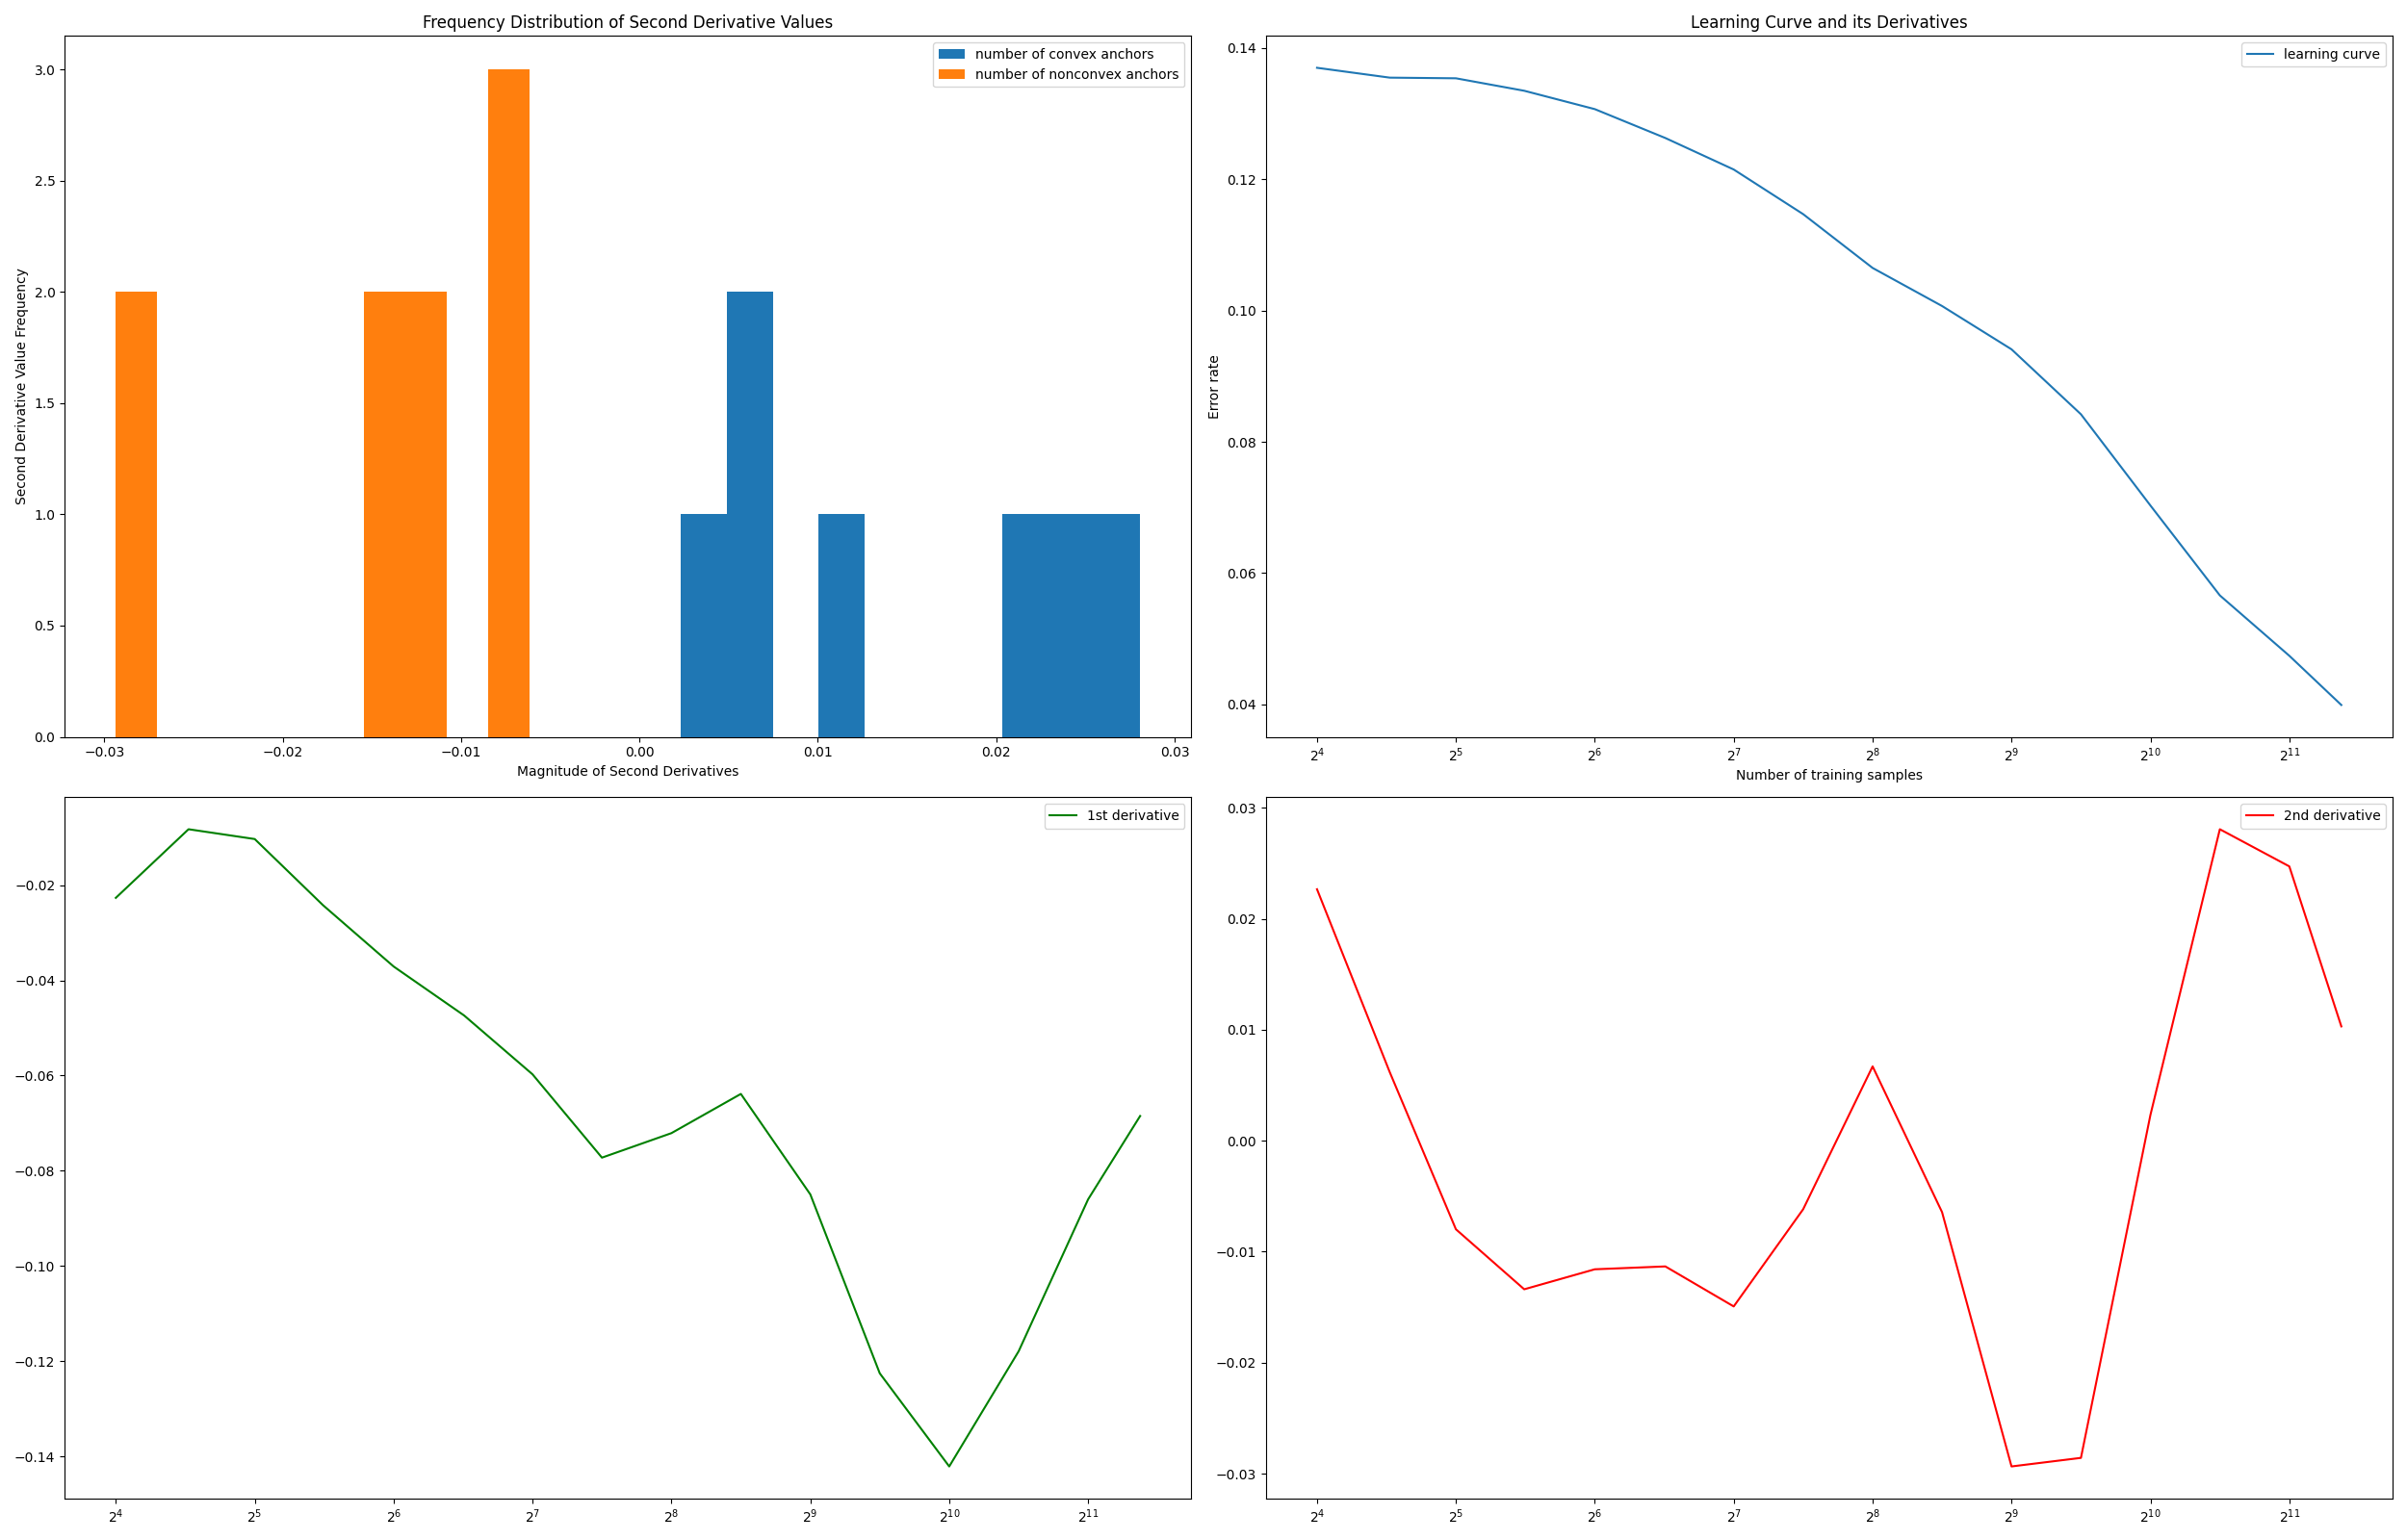 Frequency Distribution of Second Derivative Values
number of convex anchors
number of nonconvex anchors
Second Derivative Value Frequency
3.0
2.5
2.0
1.5
1.0
0.5
0.0
−0.03 −0.02 −0.01 0.00 0.01 0.02 0.03
Magnitude of Second Derivatives
Learning Curve and its Derivatives
learning curve
Error rate
0.14
0.12
0.10
0.08
0.06
0.04
2⁴ 2⁵ 2⁶ 2⁷ 2⁸ 2⁹ 2¹⁰ 2¹¹
Number of training samples
1st derivative
−0.02
−0.04
−0.06
−0.08
−0.10
−0.12
−0.14
2⁴ 2⁵ 2⁶ 2⁷ 2⁸ 2⁹ 2¹⁰ 2¹¹
2nd derivative
0.03
0.02
0.01
0.00
−0.01
−0.02
−0.03
2⁴ 2⁵ 2⁶ 2⁷ 2⁸ 2⁹ 2¹⁰ 2¹¹